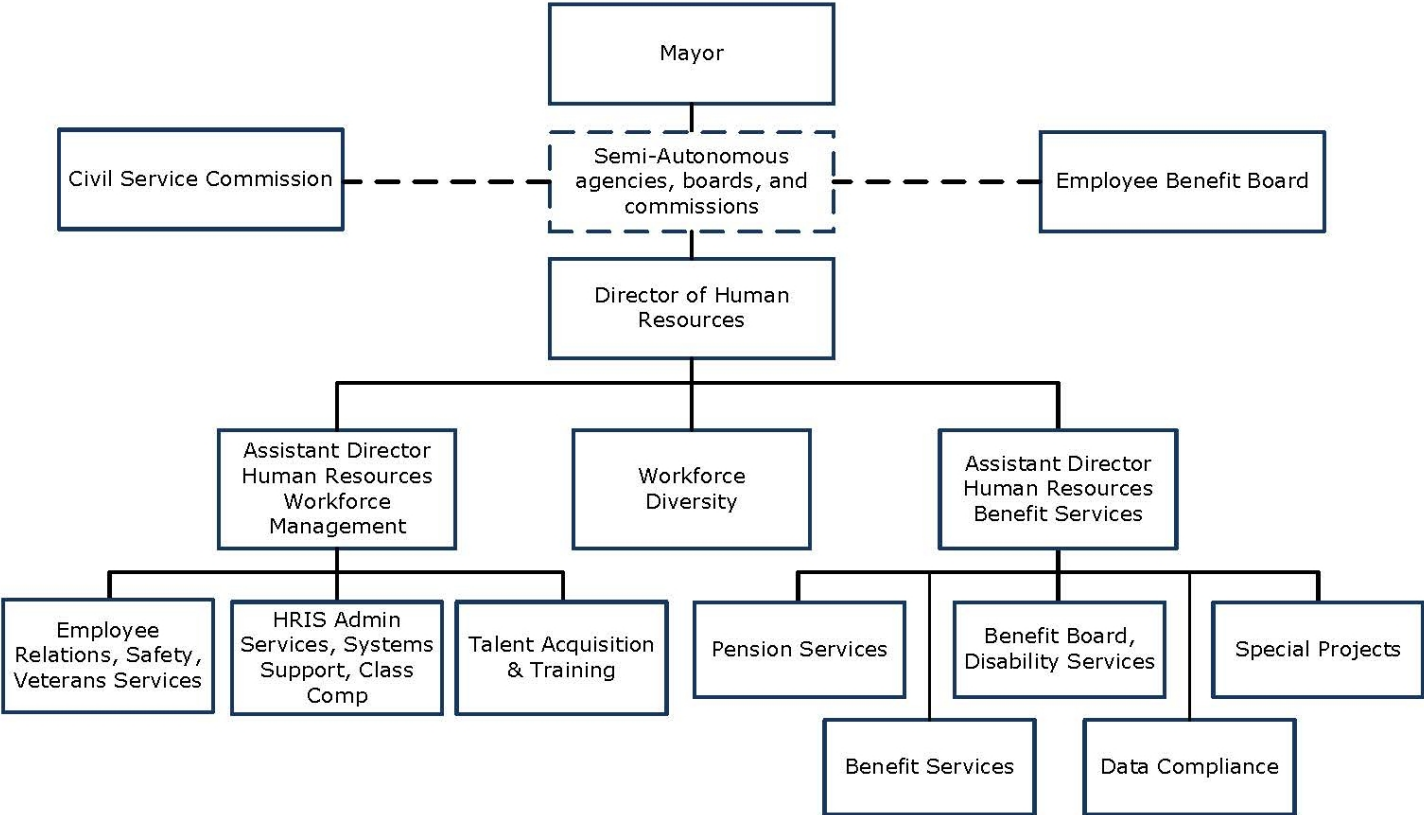 Mayor
Civil Service Commission
Semi-Autonomous
agencies, boards, and
commissions
Employee Benefit Board
Director of Human
Resources
Assistant Director
Human Resources
Workforce
Management
Workforce
Diversity
Assistant Director
Human Resources
Benefit Services
Employee
Relations, Safety,
Veterans Services
HRIS Admin
Services, Systems
Support, Class
Comp
Talent Acquisition
& Training
Pension Services
Benefit Board,
Disability Services
Special Projects
Benefit Services
Data Compliance